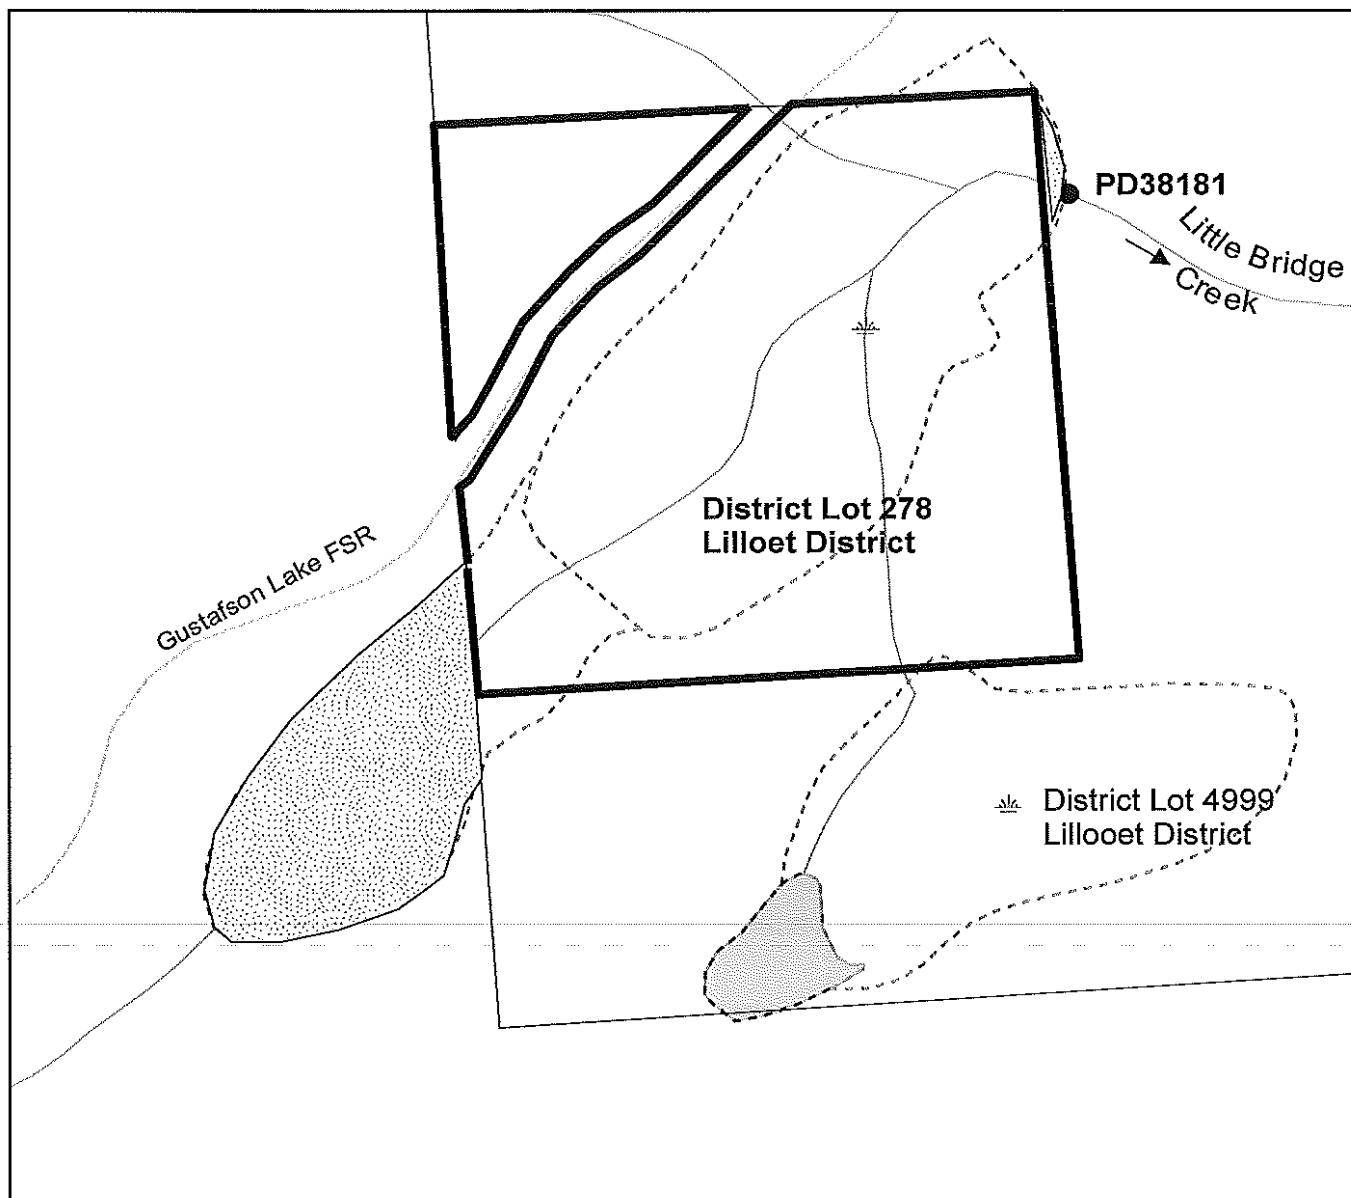 PD38181
Little Bridge
Creek
District Lot 278
Lilloet District
Gustafson Lake FSR
District Lot 4999
Lillooet District